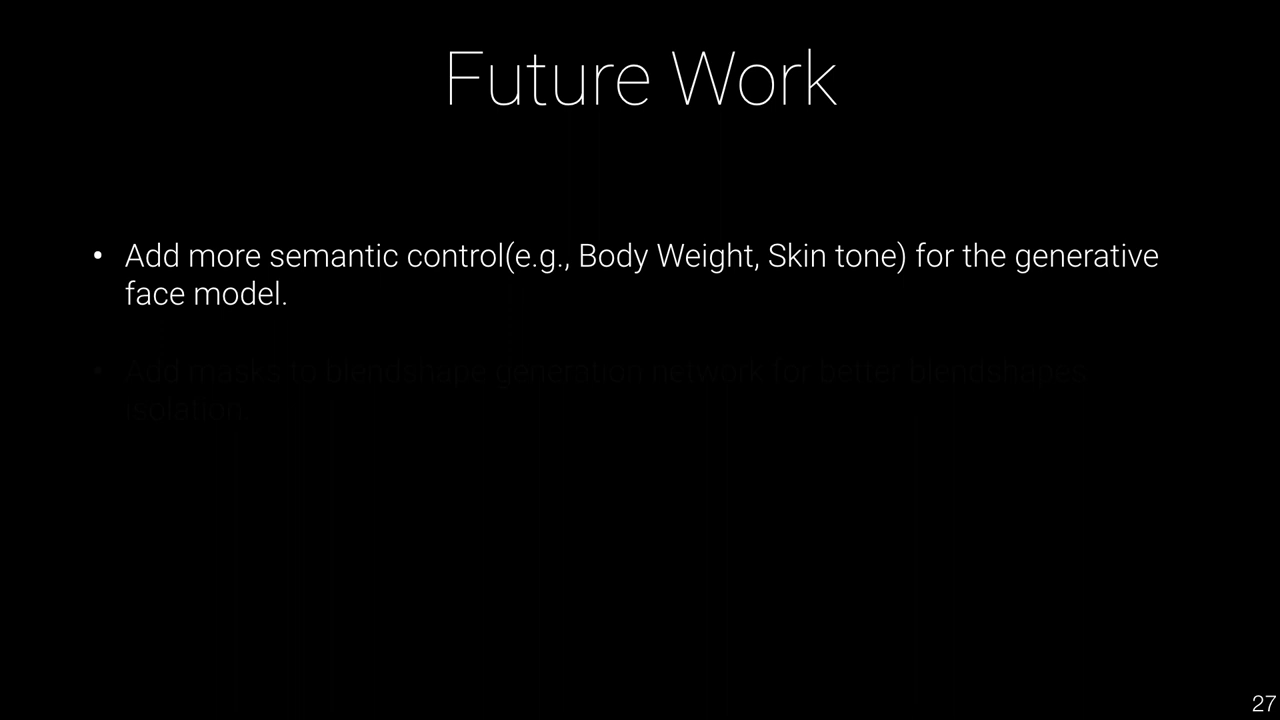 Future Work
• Add more semantic control(e.g., Body Weight, Skin tone) for the generative
face model.
• Add masks to blendshape generation network for better blendshapes
isolation.
27